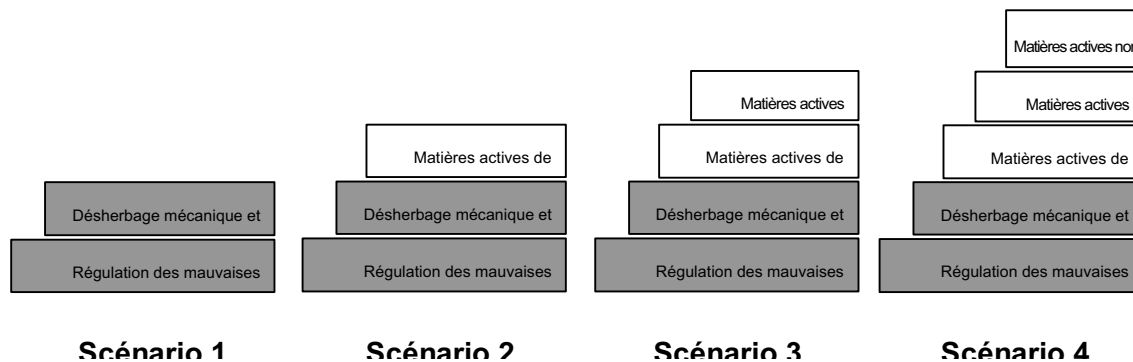 Matières actives non
Matières actives
Matières actives
Matières actives de
Matières actives de
Matières actives de
Désherbage mécanique et
Désherbage mécanique et
Désherbage mécanique et
Désherbage mécanique et
Régulation des mauvaises
Régulation des mauvaises
Régulation des mauvaises
Régulation des mauvaises
Scénario 1
Scénario 2
Scénario 3
Scénario 4